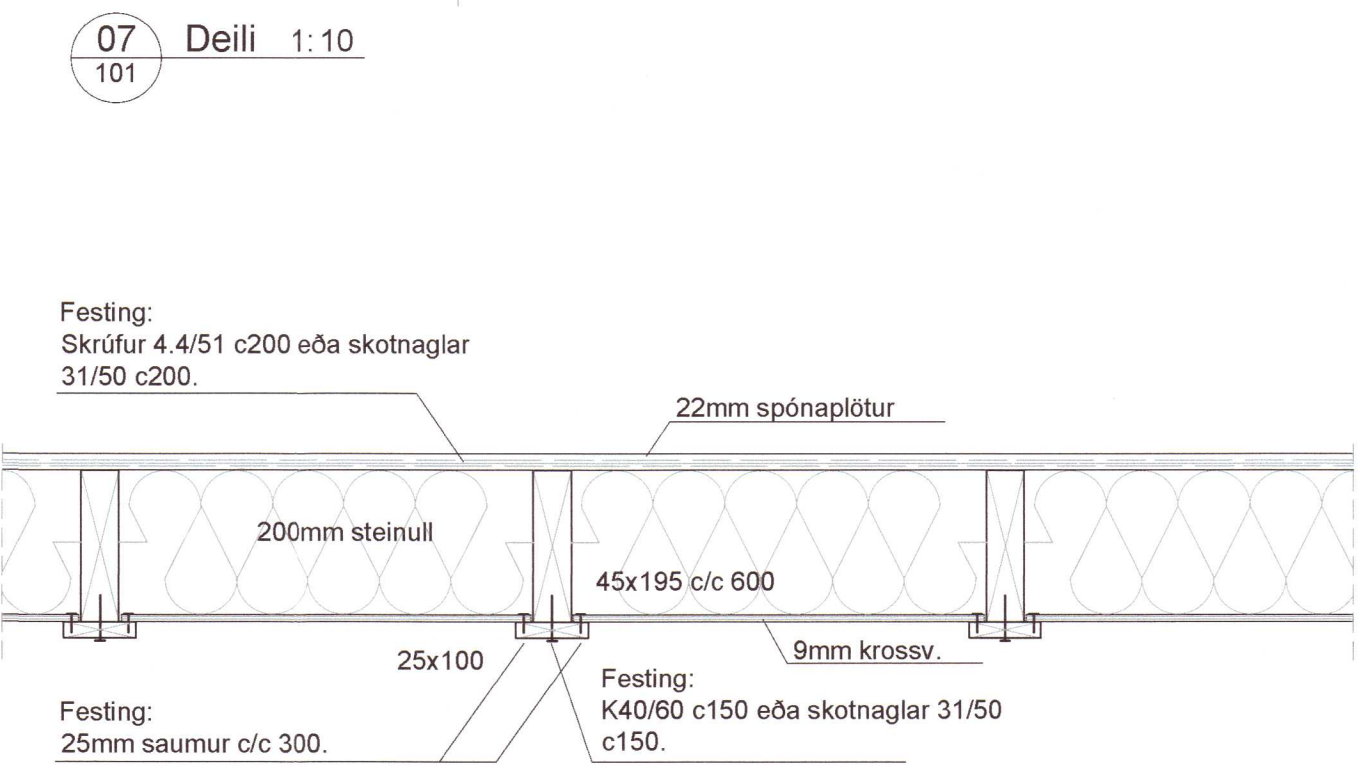 07 Deili 1:10
101
Festing:
Skrúfur 4.4/51 c200 eða skotnaglar
31/50 c200.
22mm spónaplötur
200mm steinull
45x195 c/c 600
25x100
9mm krossv.
Festing:
K40/60 c150 eða skotnaglar 31/50
c150.
Festing:
25mm saumur c/c 300.